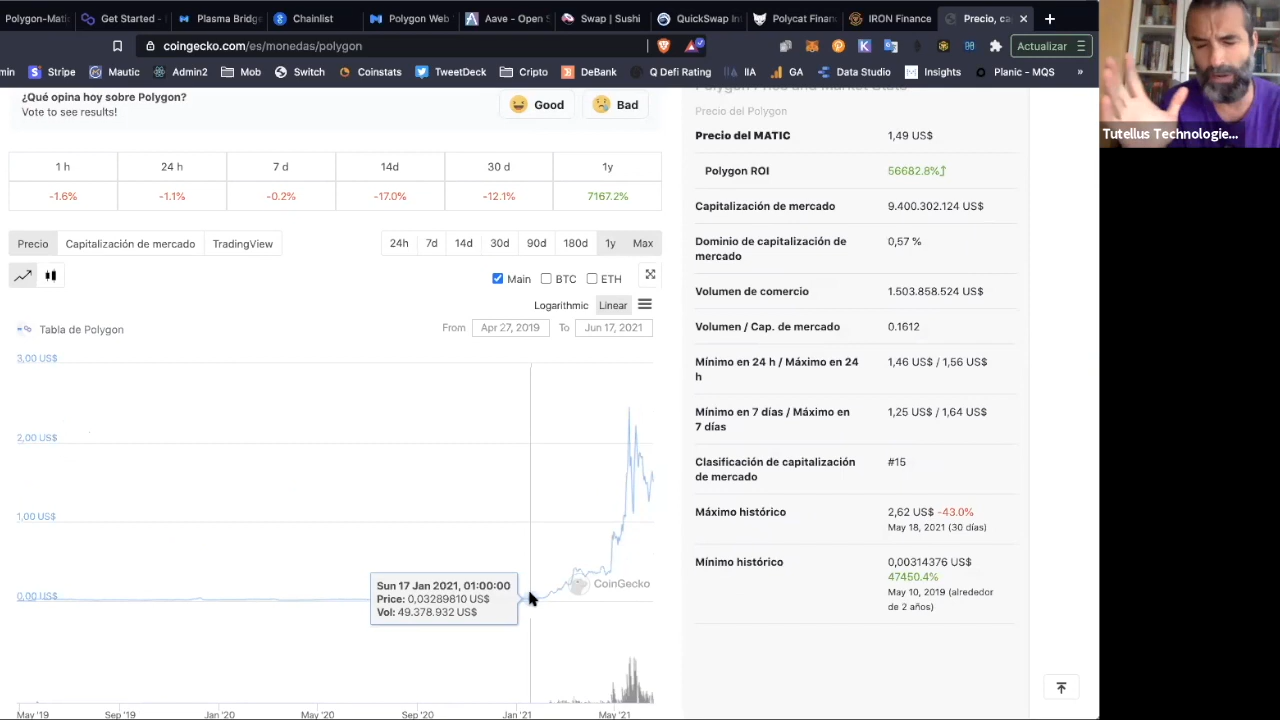 Polygon-Matic
Get Started -
Plasma Bridge
Chainlist
Polygon Web
Aave - Open S
Swap | Sushi
QuickSwap Int
Polycat Finan
IRON Finance
Precio, ca
coingecko.com/es/monedas/polygon
Actualizar
min
Stripe
Mautic
Admin2
Mob
Switch
Coinstats
TweetDeck
Cripto
DeBank
Q Defi Rating
IIA
GA
Data Studio
Insights
Planic - MQS
»
¿Qué opina hoy sobre Polygon?
Vote to see results!
Good
Bad
1 h 24 h 7 d 14d 30 d 1y
-1.6% -1.1% -0.2% -17.0% -12.1% 7167.2%
Precio Capitalización de mercado TradingView
24h 7d 14d 30d 90d 180d 1y Max
Main BTC ETH
Logarithmic Linear
Tabla de Polygon
From Apr 27, 2019 To Jun 17, 2021
3,00 US$
2,00 US$
1,00 US$
0,00 US$
Sun 17 Jan 2021, 01:00:00
Price: 0,03289810 US$
Vol: 49.378.932 US$
CoinGecko
May '19 Sep '19 Jan '20 May '20 Sep '20 Jan '21 May '21
Polygon Price and Market Stats
Precio del Polygon
Precio del MATIC 1,49 US$
Polygon ROI 56682.8%
Capitalización de mercado 9.400.302.124 US$
Dominio de capitalización de 0,57 %
mercado
Volumen de comercio 1.503.858.524 US$
Volumen / Cap. de mercado 0.1612
Mínimo en 24 h / Máximo en 24 1,46 US$ / 1,56 US$
h
Mínimo en 7 días / Máximo en 1,25 US$ / 1,64 US$
7 días
Clasificación de capitalización #15
de mercado
Máximo histórico 2,62 US$ -43.0%
May 18, 2021 (30 días)
Mínimo histórico 0,00314376 US$
47450.4%
May 10, 2019 (alrededor
de 2 años)
Tutellus Technologie...